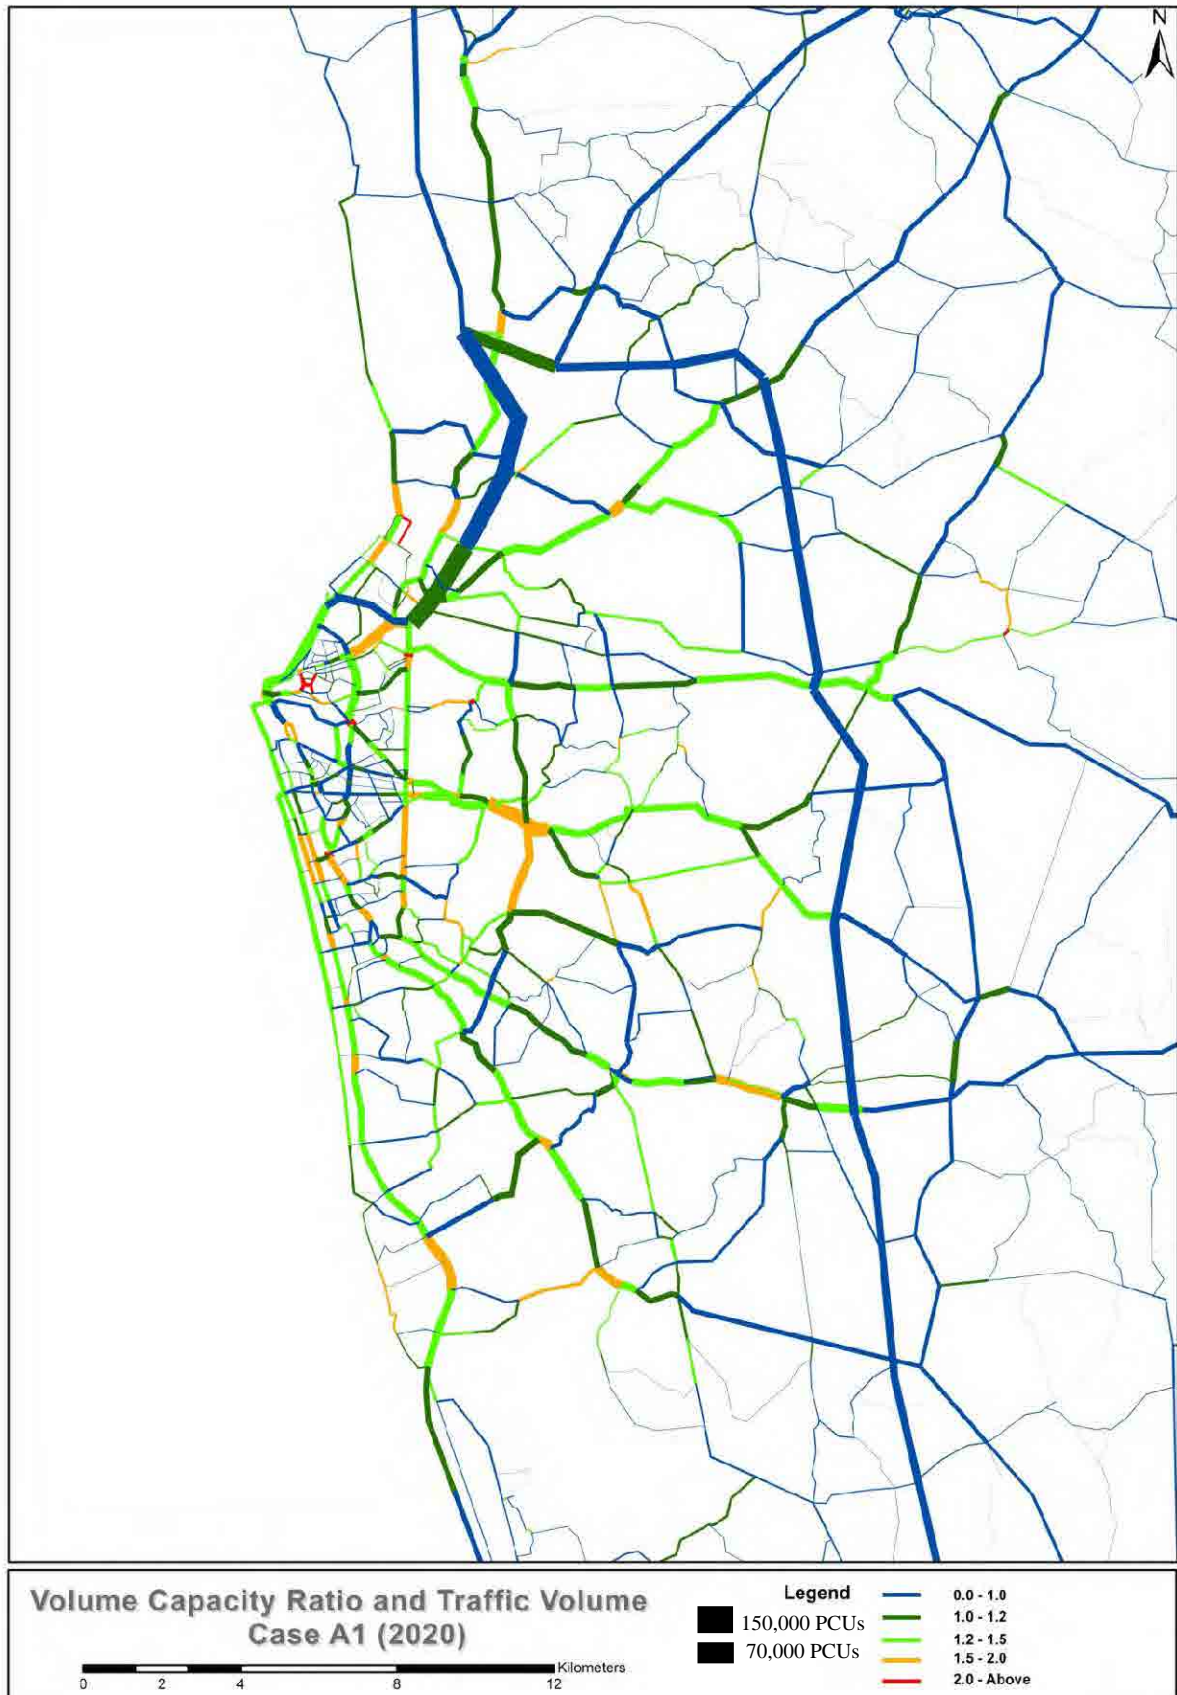 N
Volume Capacity Ratio and Traffic Volume
Case A1 (2020)
Kilometers
0 2 4 8 12
Legend
150,000 PCUs
70,000 PCUs
0.0 - 1.0
1.0 - 1.2
1.2 - 1.5
1.5 - 2.0
2.0 - Above